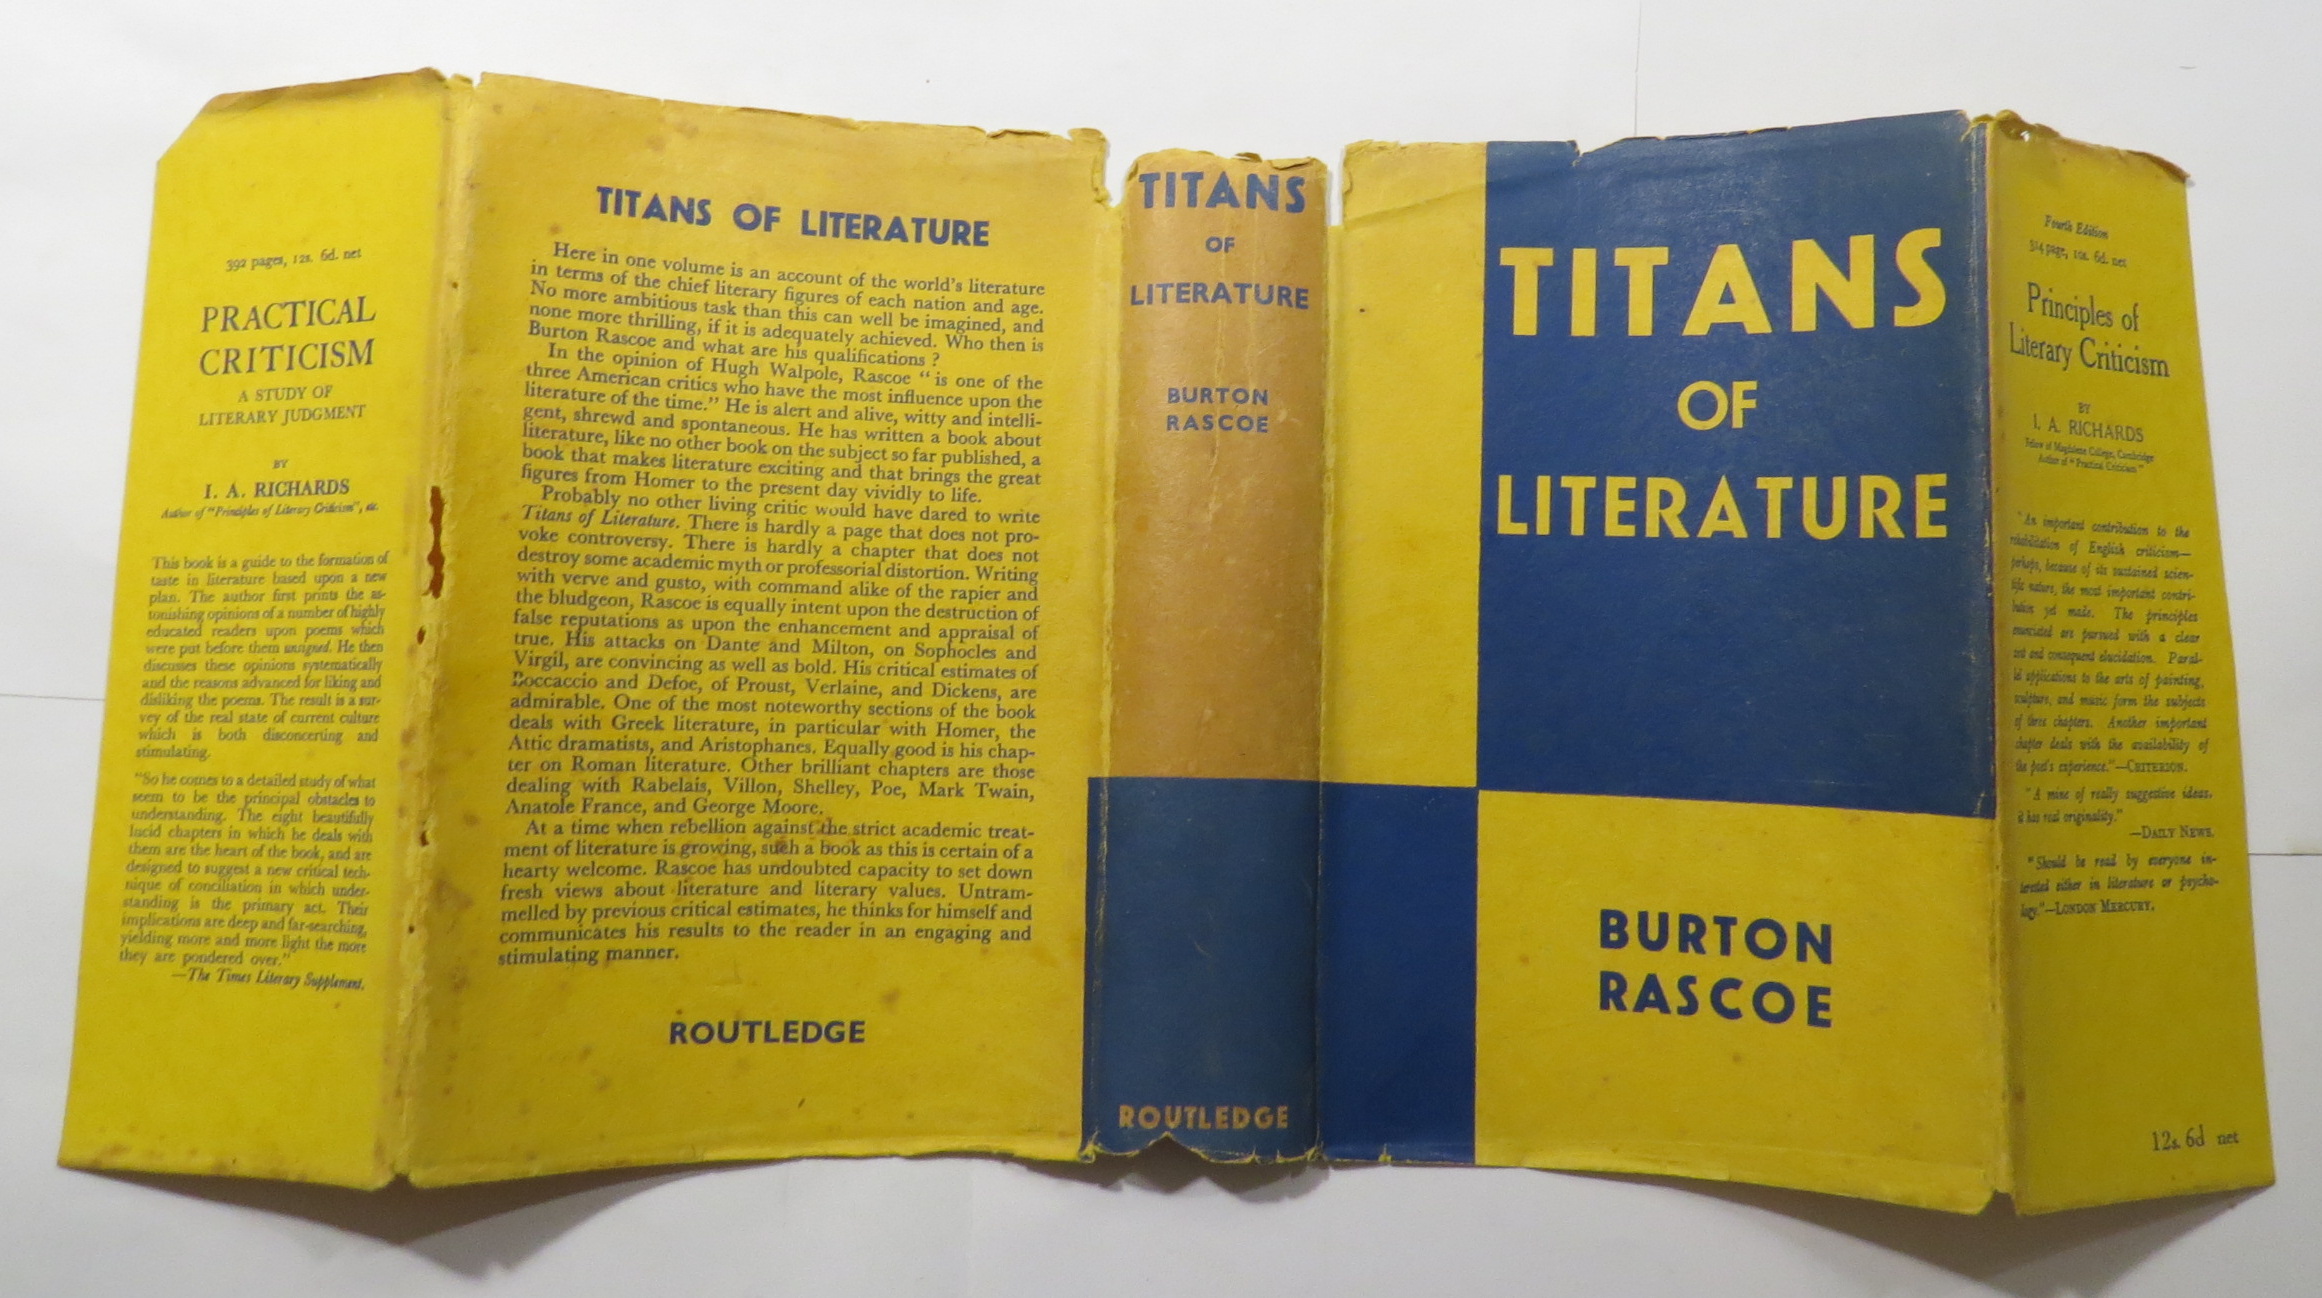 392 pages, 12s. 6d. net
PRACTICAL
CRITICISM
A STUDY OF
LITERARY JUDGMENT
BY
I. A. RICHARDS
Author of "Principles of Literary Criticism", etc.
This book is a guide to the formation of
taste in literature based upon a new
plan. The author first prints the as-
tonishing opinions of a number of highly
educated readers upon poems which
were put before them unsigned. He then
discusses these opinions systematically
and the reasons advanced for liking and
disliking the poems. The result is a sur-
vey of the real state of current culture
which is both disconcerting and
stimulating.
"So he comes to a detailed study of what
seem to be the principal obstacles to
understanding. The eight beautifully
lucid chapters in which he deals with
them are the heart of the book, and are
designed to suggest a new critical tech-
nique of conciliation in which under-
standing is the primary act. Their
implications are deep and far-searching,
yielding more and more light the more
they are pondered over."
—The Times Literary Supplement.
TITANS OF LITERATURE
Here in one volume is an account of the world's literature
in terms of the chief literary figures of each nation and age.
No more ambitious task than this can well be imagined, and
none more thrilling, if it is adequately achieved. Who then is
Burton Rascoe and what are his qualifications ?
In the opinion of Hugh Walpole, Rascoe "is one of the
three American critics who have the most influence upon the
literature of the time." He is alert and alive, witty and intelli-
gent, shrewd and spontaneous. He has written a book about
literature, like no other book on the subject so far published, a
book that makes literature exciting and that brings the great
figures from Homer to the present day vividly to life.
Probably no other living critic would have dared to write
Titans of Literature. There is hardly a page that does not pro-
voke controversy. There is hardly a chapter that does not
destroy some academic myth or professorial distortion. Writing
with verve and gusto, with command alike of the rapier and
the bludgeon, Rascoe is equally intent upon the destruction of
false reputations as upon the enhancement and appraisal of
true. His attacks on Dante and Milton, on Sophocles and
Virgil, are convincing as well as bold. His critical estimates of
Boccaccio and Defoe, of Proust, Verlaine, and Dickens, are
admirable. One of the most noteworthy sections of the book
deals with Greek literature, in particular with Homer, the
Attic dramatists, and Aristophanes. Equally good is his chap-
ter on Roman literature. Other brilliant chapters are those
dealing with Rabelais, Villon, Shelley, Poe, Mark Twain,
Anatole France, and George Moore.
At a time when rebellion against the strict academic treat-
ment of literature is growing, such a book as this is certain of a
hearty welcome. Rascoe has undoubted capacity to set down
fresh views about literature and literary values. Untram-
melled by previous critical estimates, he thinks for himself and
communicates his results to the reader in an engaging and
stimulating manner.
ROUTLEDGE
TITANS
OF
LITERATURE
BURTON
RASCOE
ROUTLEDGE
TITANS
OF
LITERATURE
BURTON
RASCOE
Fourth Edition
314 page, 10s. 6d. net
Principles of
Literary Criticism
BY
I. A. RICHARDS
Fellow of Magdalene College, Cambridge
Author of "Practical Criticism"
"An important contribution to the
rehabilitation of English criticism—
perhaps, because of its sustained scien-
tific nature, the most important contri-
bution yet made. The principles
enunciated are pursued with a clear
and consequent elucidation. Paral-
lel applications to the arts of painting,
sculpture, and music form the subjects
of three chapters. Another important
chapter deals with the availability of
the poet's experience."—CRITERION.
"A mine of really suggestive ideas.
it has real originality."
—DAILY NEWS.
"Should be read by everyone in-
terested either in literature or psycho-
logy."—LONDON MERCURY.
12s. 6d net